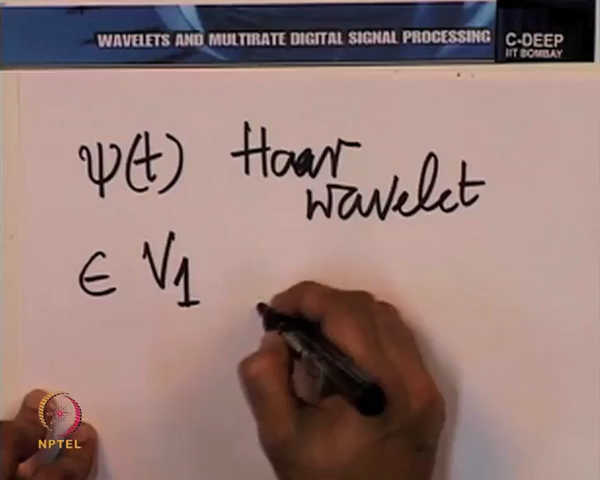 WAVELETS AND MULTIRATE DIGITAL SIGNAL PROCESSING
C-DEEP
IIT BOMBAY
ψ(t) Haar
wavelet
∈ V₁
NPTEL